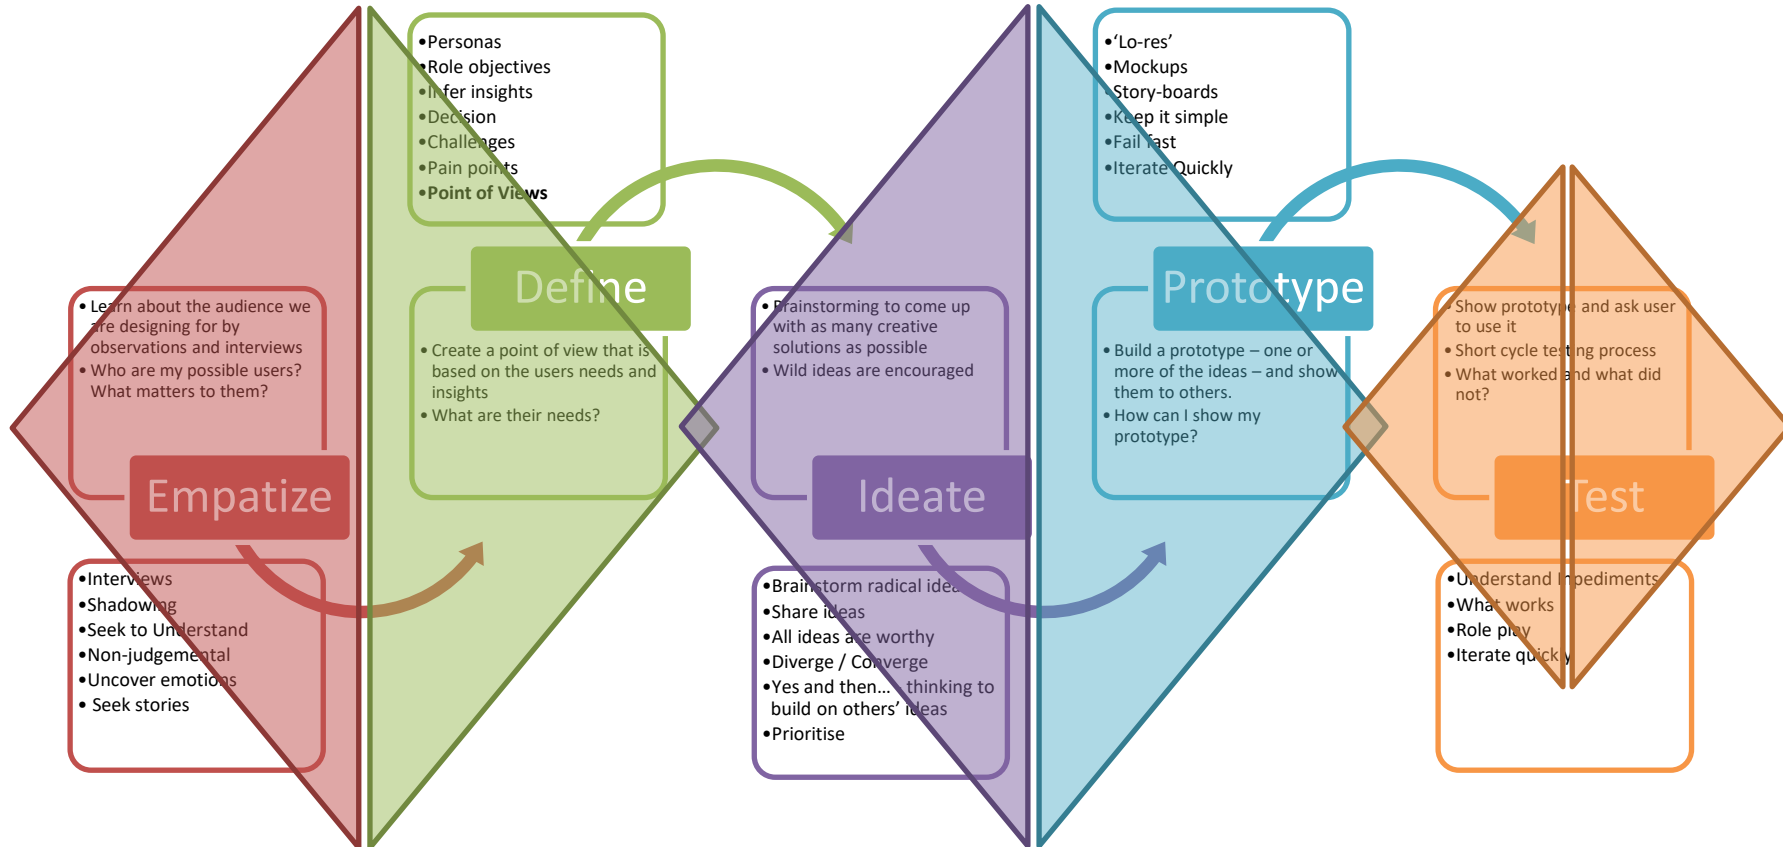 • Learn about the audience we
are designing for by
observations and interviews
• Who are my possible users?
What matters to them?
Empatize
•Interviews
•Shadowing
•Seek to Understand
•Non-judgemental
•Uncover emotions
• Seek stories
•Personas
•Role objectives
•Infer insights
•Decision
•Challenges
•Pain points
•Point of Views
Define
• Create a point of view that is
based on the users needs and
insights
• What are their needs?
• Brainstorming to come up
with as many creative
solutions as possible
• Wild ideas are encouraged
Ideate
•Brainstorm radical ideas
•Share ideas
•All ideas are worthy
•Diverge / Converge
•Yes and then… thinking to
build on others’ ideas
•Prioritise
•‘Lo-res’
•Mockups
•Story-boards
•Keep it simple
•Fail fast
•Iterate Quickly
Prototype
• Build a prototype – one or
more of the ideas – and show
them to others.
• How can I show my
prototype?
• Show prototype and ask user
to use it
• Short cycle testing process
• What worked and what did
not?
Test
•Understand Impediments
•What works
•Role play
•Iterate quickly